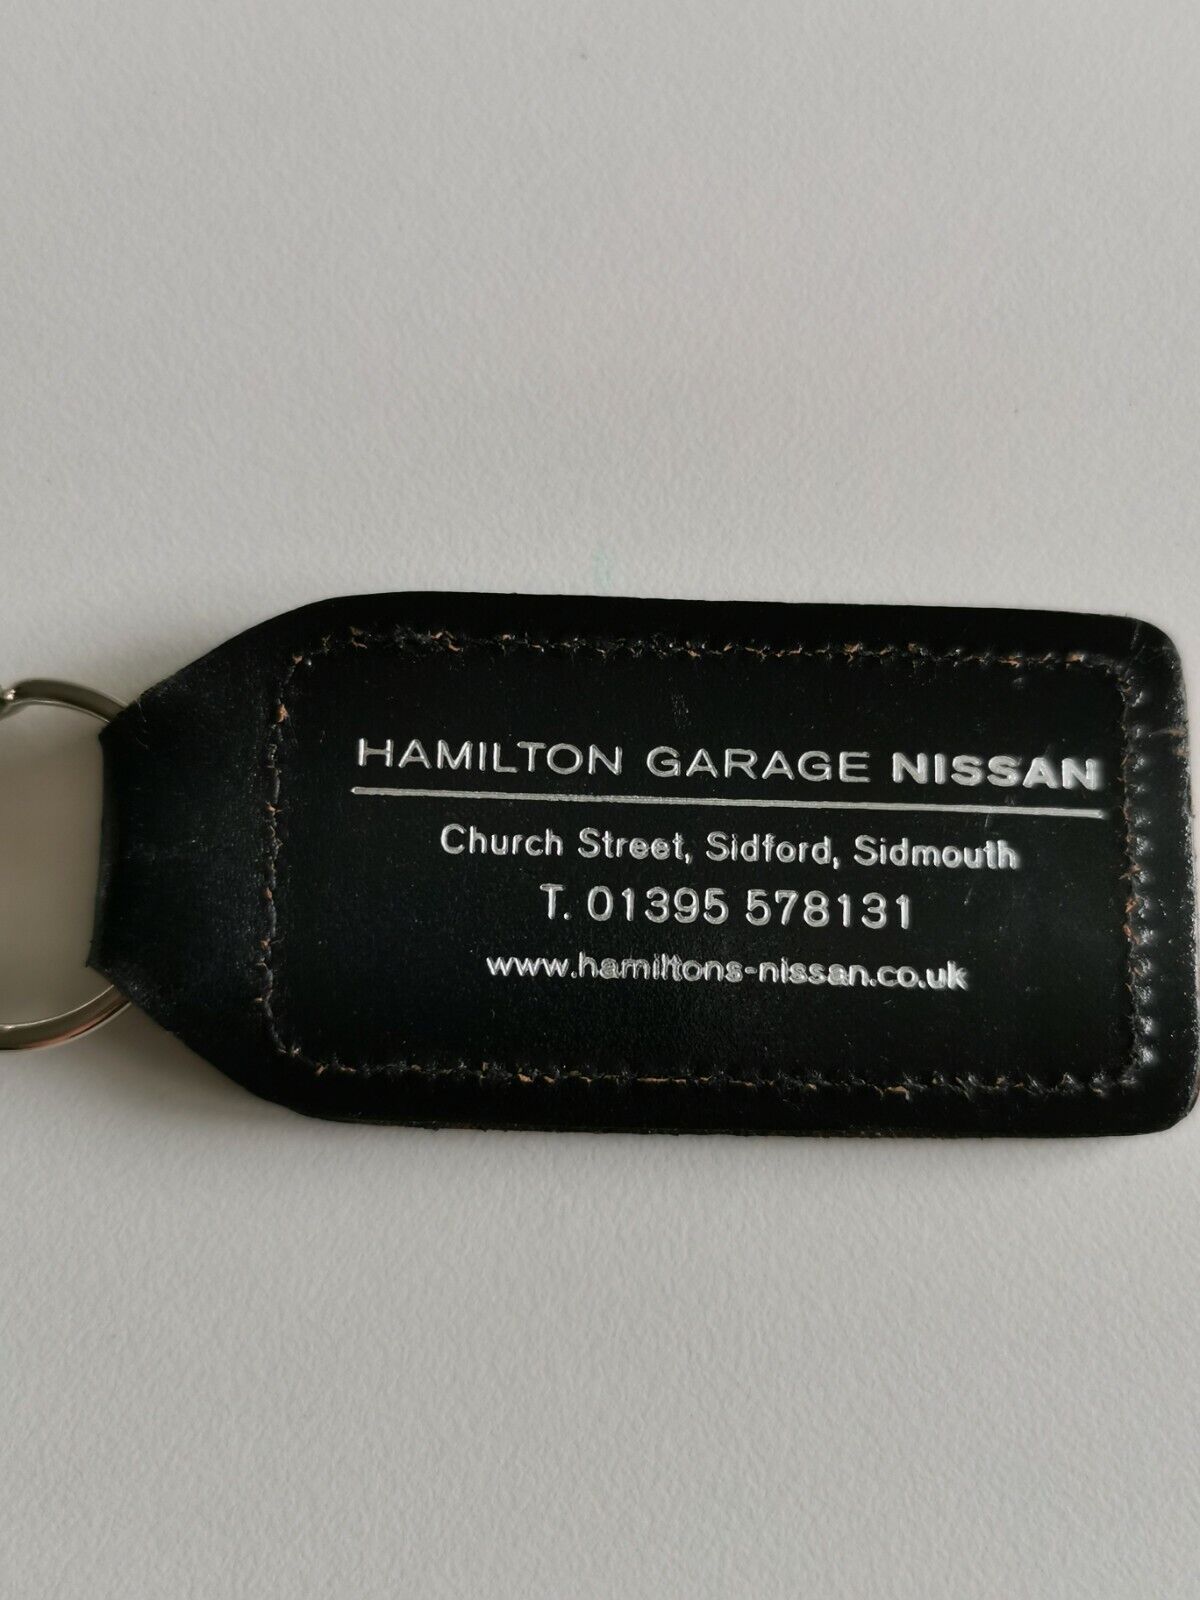 HAMILTON GARAGE NISSAN
Church Street, Sidford, Sidmouth
T. 01395 578131
www.hamiltons-nissan.co.uk